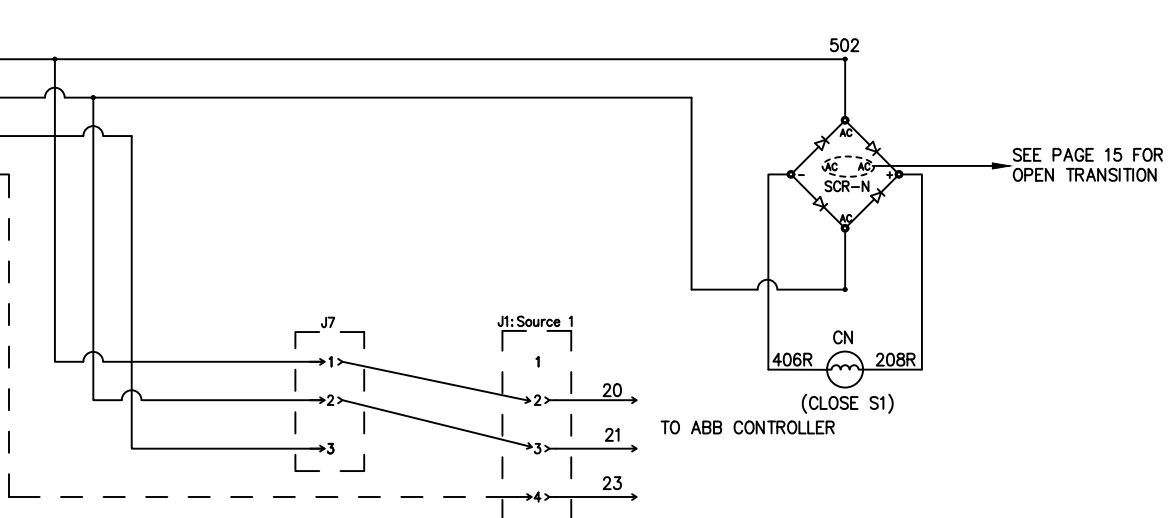 502
AC
AC AC
- +
SCR-N
AC
SEE PAGE 15 FOR
OPEN TRANSITION
J7
J1:Source 1
CN
1
1
406R
208R
2
2
20
(CLOSE S1)
TO ABB CONTROLLER
3
3
21
4
23